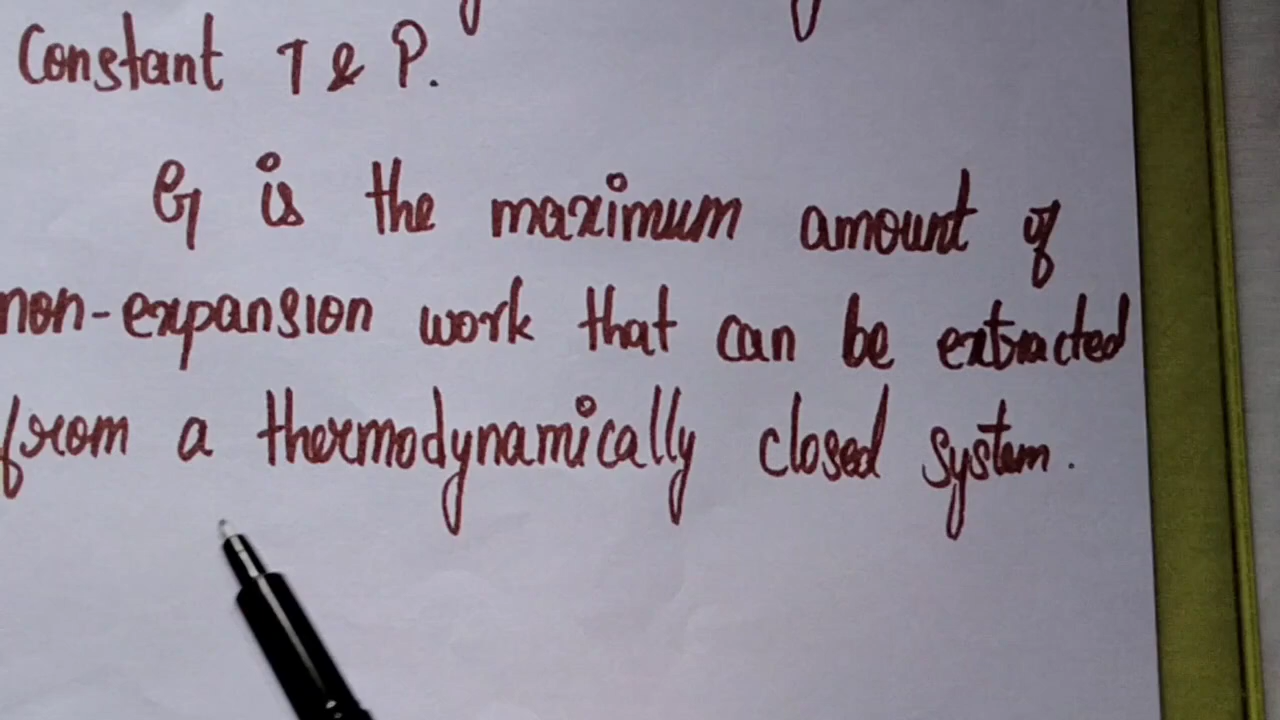 Constant T & P.
G is the maximum amount of
non-expansion work that can be extracted
from a thermodynamically closed system.